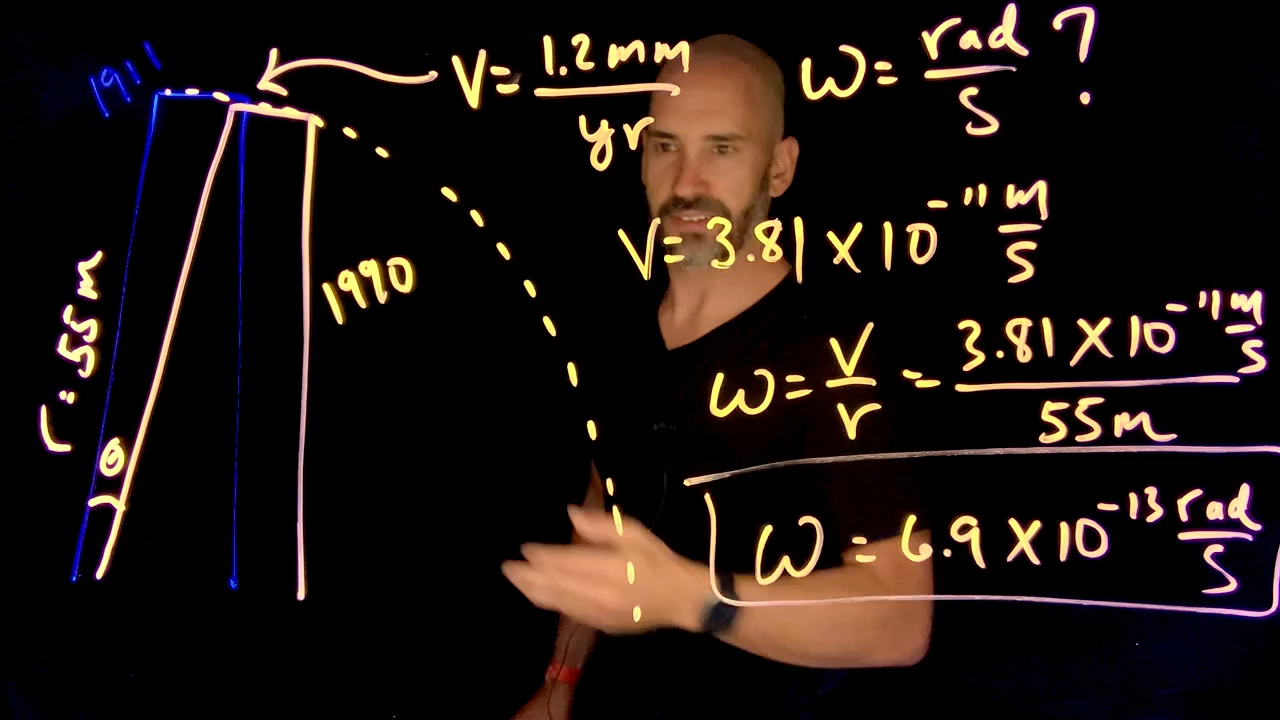 1911
V = 1.2 mm / yr
ω = rad / s ?
V = 3.81 × 10⁻¹¹ m / s
1990
r = 55 m
θ
ω = V / r = 3.81 × 10⁻¹¹ m/s / 55 m
ω = 6.9 × 10⁻¹³ rad / s